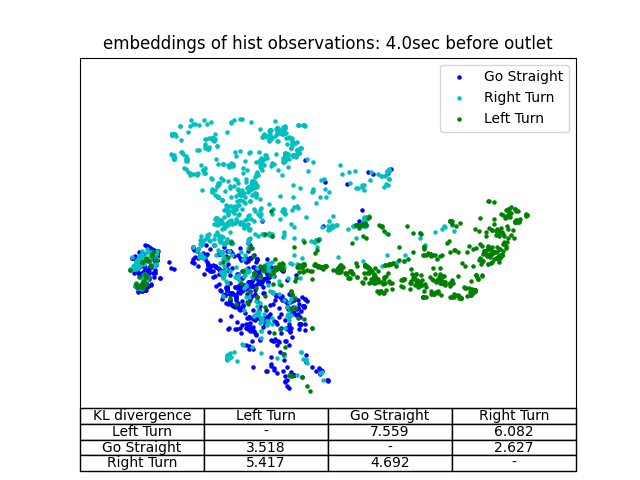 embeddings of hist observations: 4.0sec before outlet
Go Straight
Right Turn
Left Turn
KL divergence Left Turn Go Straight Right Turn
Left Turn - 7.559 6.082
Go Straight 3.518 - 2.627
Right Turn 5.417 4.692 -